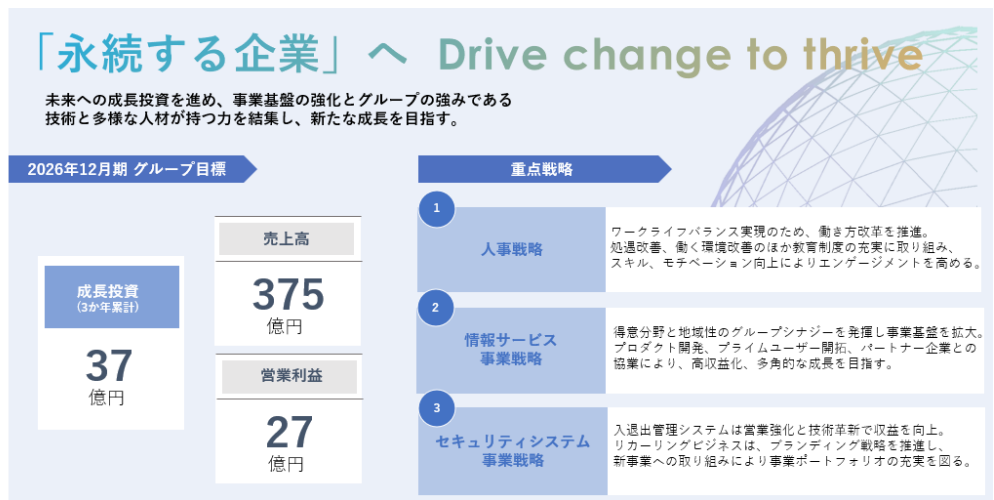 「永続する企業」へ Drive change to thrive
未来への成長投資を進め、事業基盤の強化とグループの強みである
技術と多様な人材が持つ力を結集し、新たな成長を目指す。
2026年12月期 グループ目標
成長投資
(3か年累計)
37
億円
売上高
375
億円
営業利益
27
億円
重点戦略
1
人事戦略
ワークライフバランス実現のため、働き方改革を推進。
処遇改善、働く環境改善のほか教育制度の充実に取り組み、
スキル、モチベーション向上によりエンゲージメントを高める。
2
情報サービス
事業戦略
得意分野と地域性のグループシナジーを発揮し事業基盤を拡大。
プロダクト開発、プライムユーザー開拓、パートナー企業との
協業により、高収益化、多角的な成長を目指す。
3
セキュリティシステム
事業戦略
入退出管理システムは営業強化と技術革新で収益を向上。
リカーリングビジネスは、ブランディング戦略を推進し、
新事業への取り組みにより事業ポートフォリオの充実を図る。